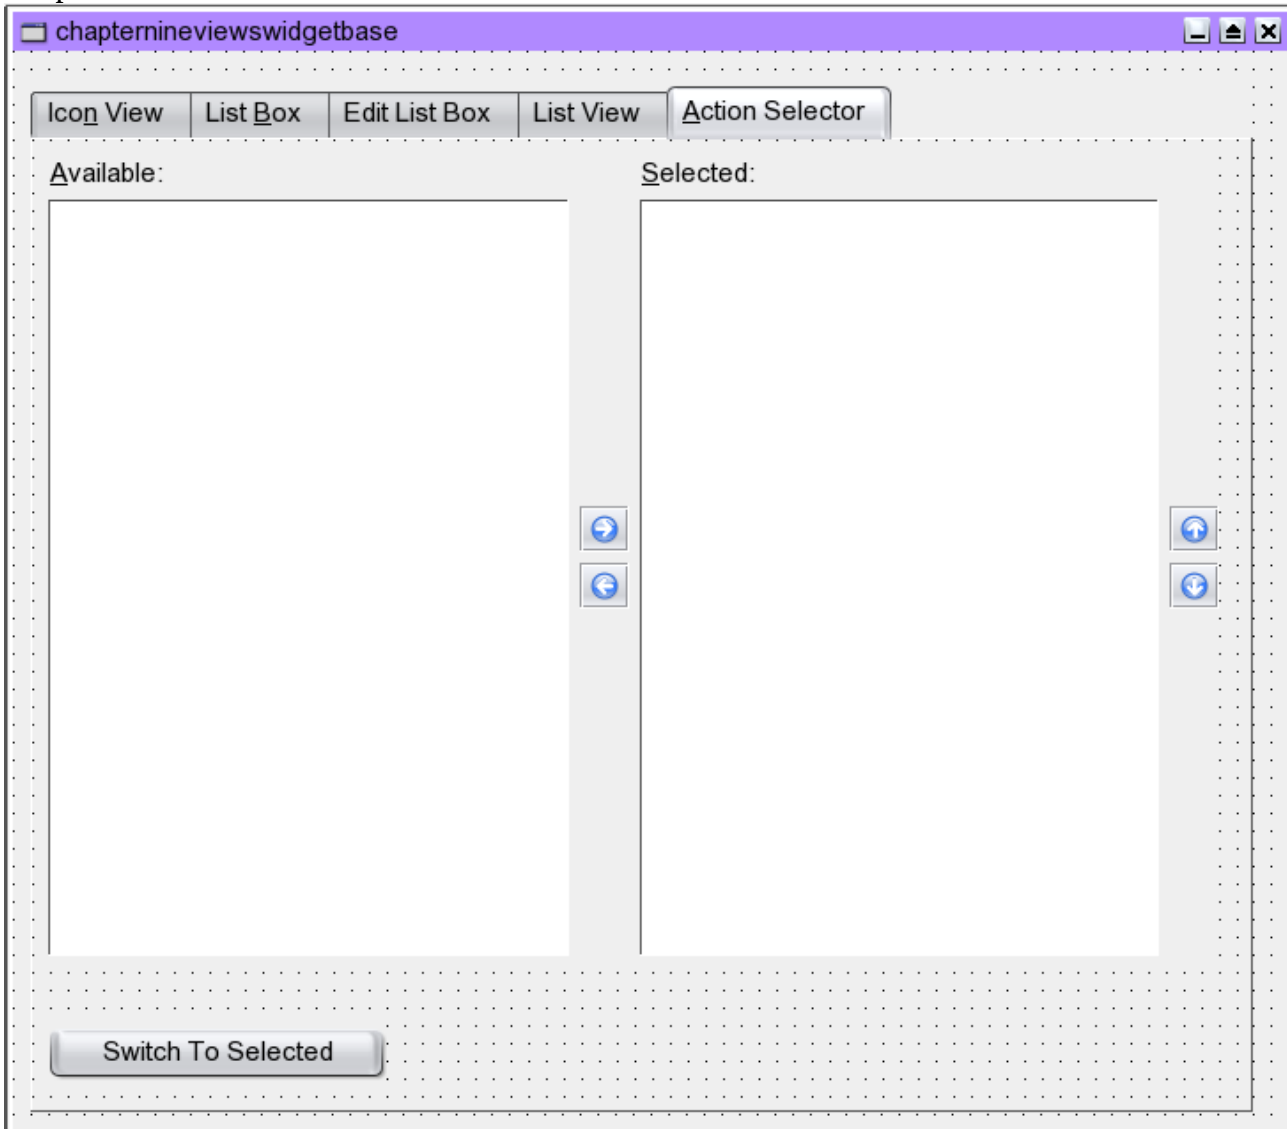 chapternineviewswidgetbase
Icon View List Box Edit List Box List View Action Selector
Available: Selected:
Switch To Selected